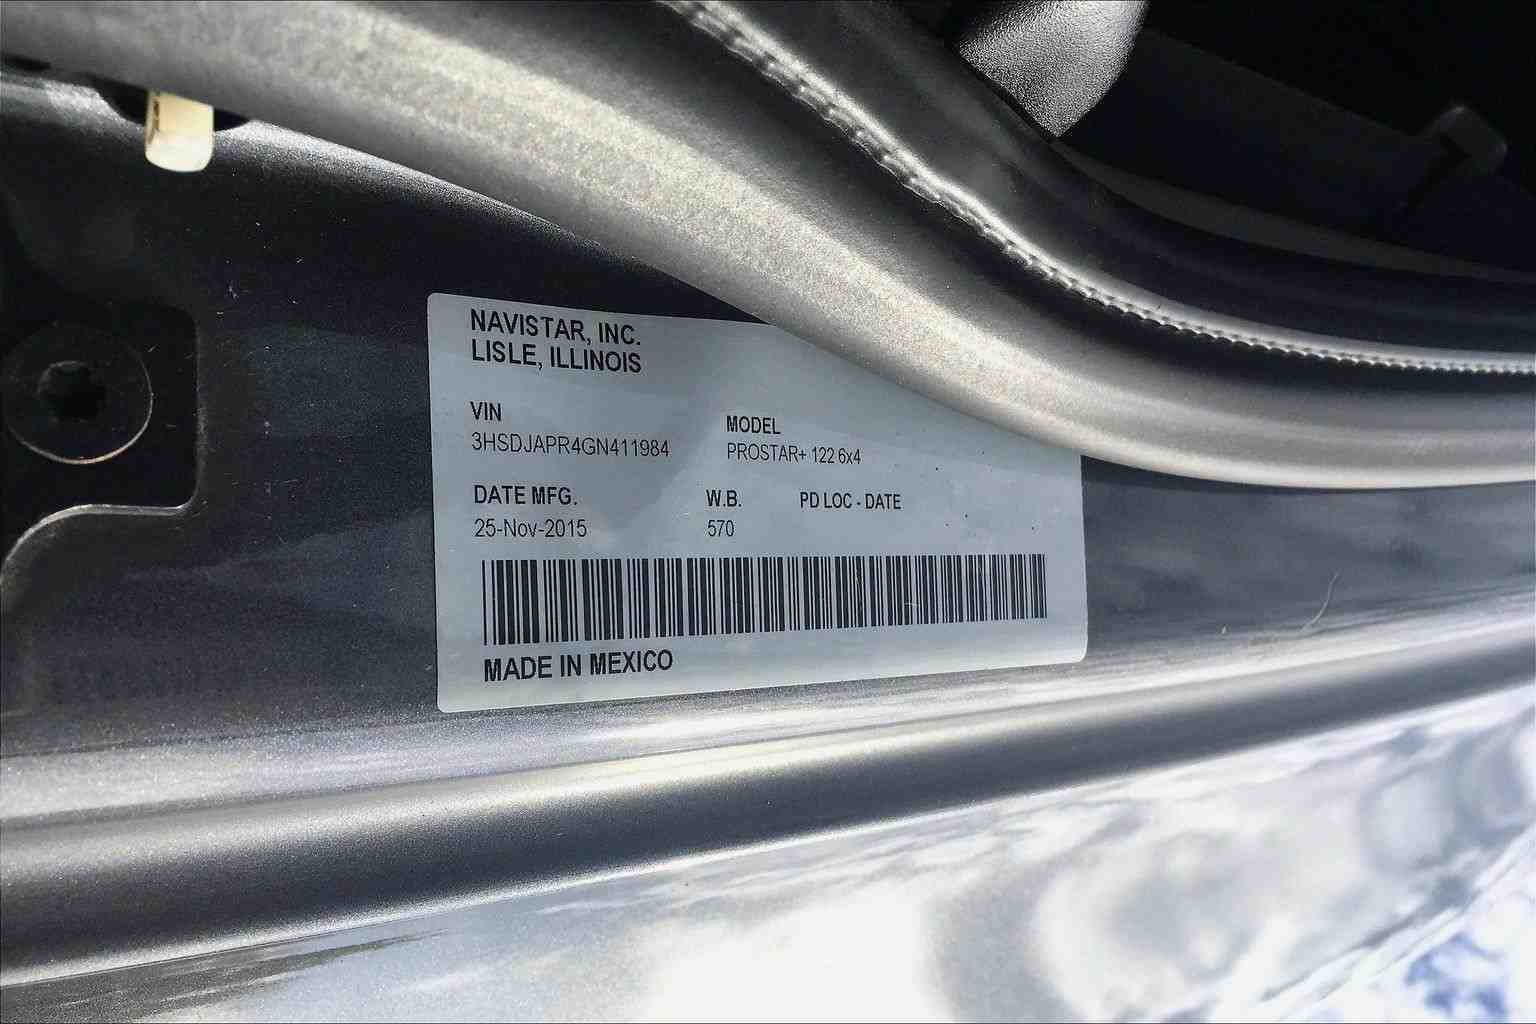 NAVISTAR, INC.
LISLE, ILLINOIS
VIN
3HSDJAPR4GN411984
MODEL
PROSTAR+ 122 6x4
DATE MFG.
25-Nov-2015
W.B.
570
PD LOC - DATE
MADE IN MEXICO